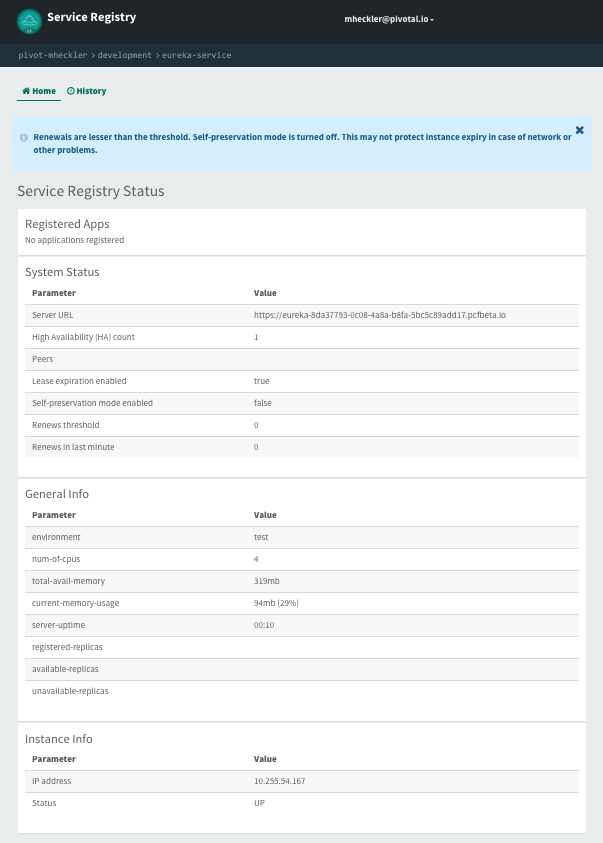 Service Registry
mheckler@pivotal.io
pivot-mheckler > development > eureka-service
Home History
Renewals are lesser than the threshold. Self-preservation mode is turned off. This may not protect instance expiry in case of network or
other problems.
Service Registry Status
Registered Apps
No applications registered
System Status
Parameter Value
Server URL https://eureka-8da37793-0c08-4a8a-b8fa-5bc5c89add17.pcfbeta.io
High Availability (HA) count 1
Peers
Lease expiration enabled true
Self-preservation mode enabled false
Renews threshold 0
Renews in last minute 0
General Info
Parameter Value
environment test
num-of-cpus 4
total-avail-memory 319mb
current-memory-usage 94mb (29%)
server-uptime 00:10
registered-replicas
available-replicas
unavailable-replicas
Instance Info
Parameter Value
IP address 10.255.54.167
Status UP